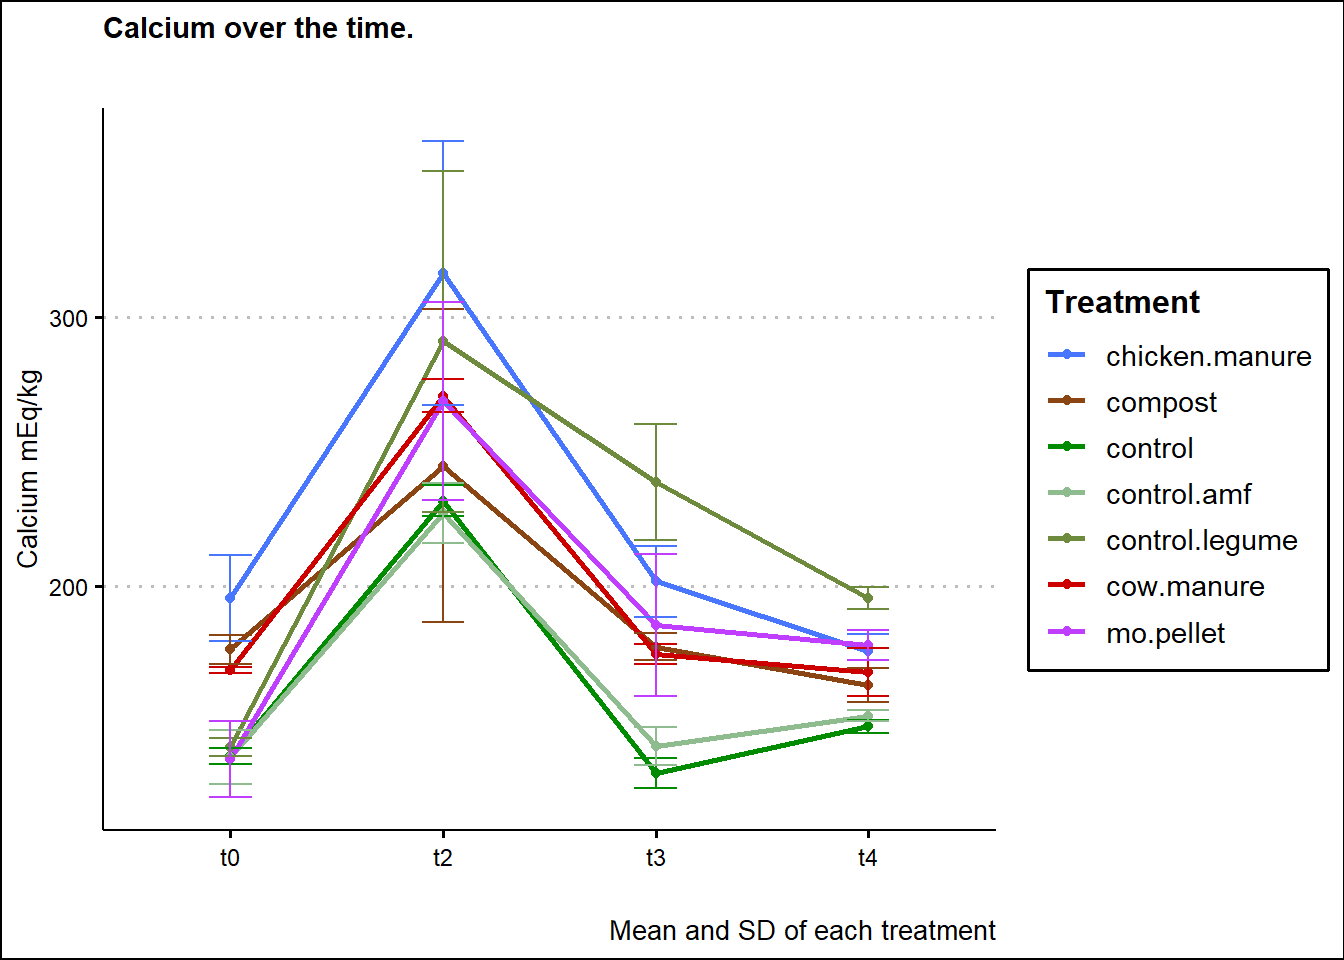 Calcium over the time.
Calcium mEq/kg
300
200
t0
t2
t3
t4
Mean and SD of each treatment
Treatment
chicken.manure
compost
control
control.amf
control.legume
cow.manure
mo.pellet